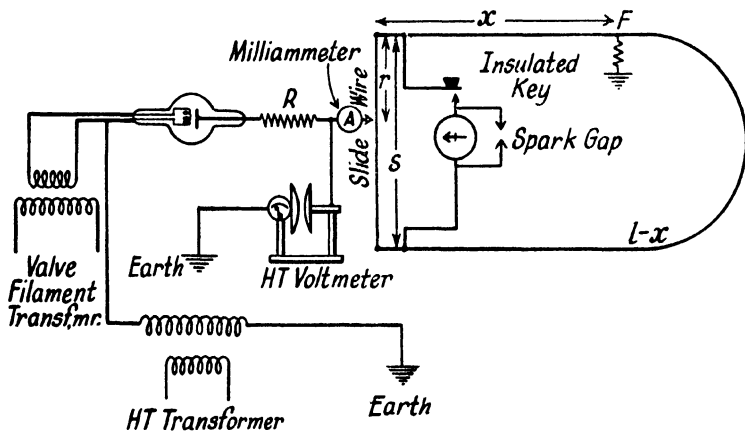 x
F
Milliammeter
Insulated
Key
R
A
Slide Wire
r
s
Spark Gap
l-x
Earth
HT Voltmeter
Valve
Filament
Transf.mr.
HT Transformer
Earth